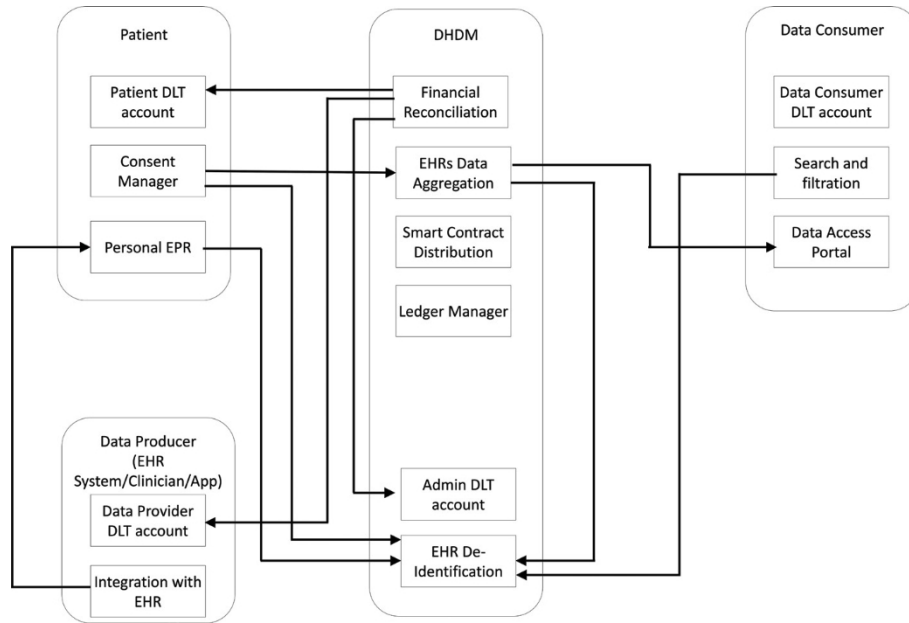 Patient
Patient DLT
account
Consent
Manager
Personal EPR
Data Producer
(EHR
System/Clinician/App)
Data Provider
DLT account
Integration with
EHR
DHDM
Financial
Reconciliation
EHRs Data
Aggregation
Smart Contract
Distribution
Ledger Manager
Admin DLT
account
EHR De-
Identification
Data Consumer
Data Consumer
DLT account
Search and
filtration
Data Access
Portal